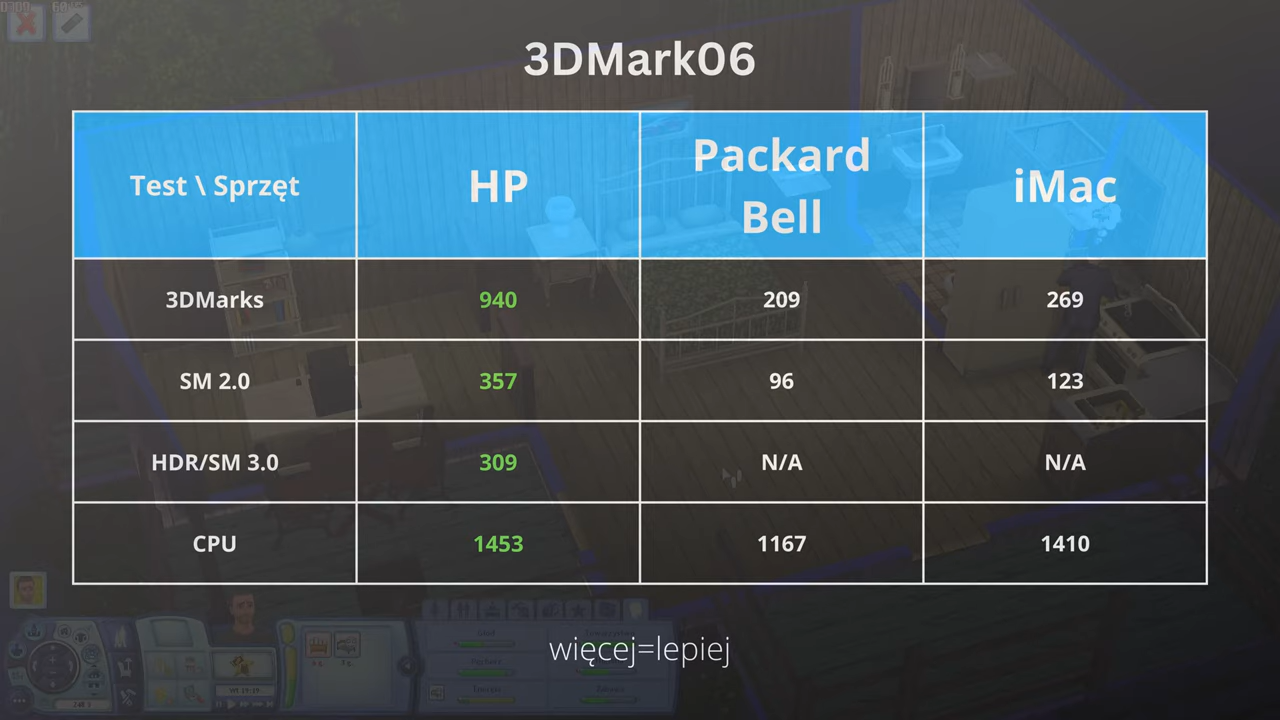 3DMark06
Test \ Sprzęt
HP
Packard
Bell
iMac
3DMarks
940
209
269
SM 2.0
357
96
123
HDR/SM 3.0
309
N/A
N/A
CPU
1453
1167
1410
więcej=lepiej